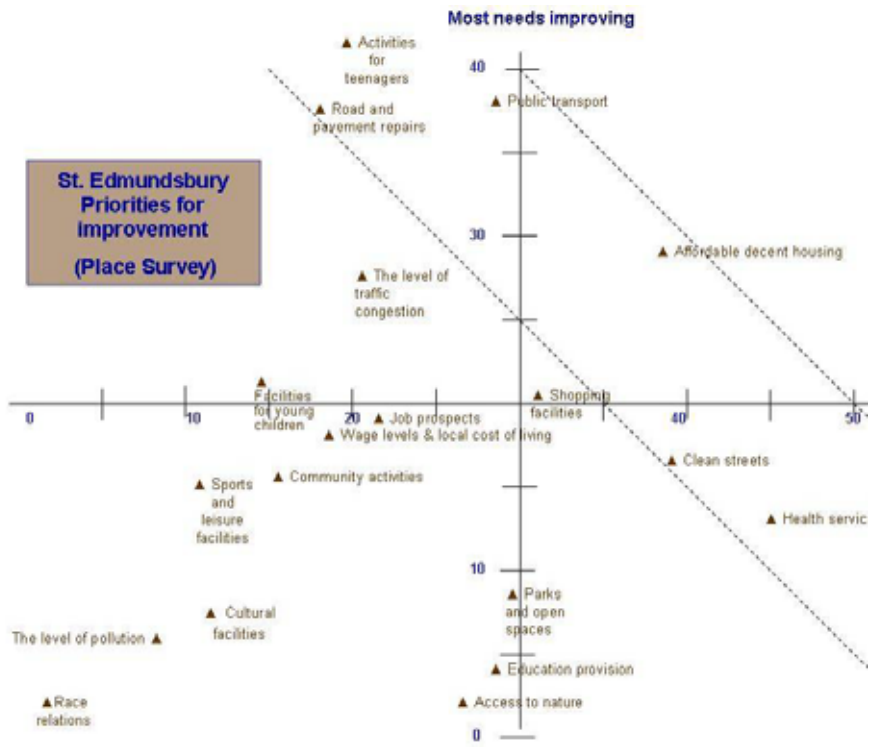 Most needs improving
Activities
for
teenagers
40
Public transport
Road and
pavement repairs
St. Edmundsbury
Priorities for
improvement
(Place Survey)
30
Affordable decent housing
The level of
traffic
congestion
Facilities
for young
children
Shopping
facilities
0
10
20
40
50
Job prospects
Wage levels & local cost of living
Clean streets
Community activities
Sports
and
leisure
facilities
Health servic
10
Parks
and open
spaces
Cultural
facilities
The level of pollution
Education provision
Race
relations
Access to nature
0